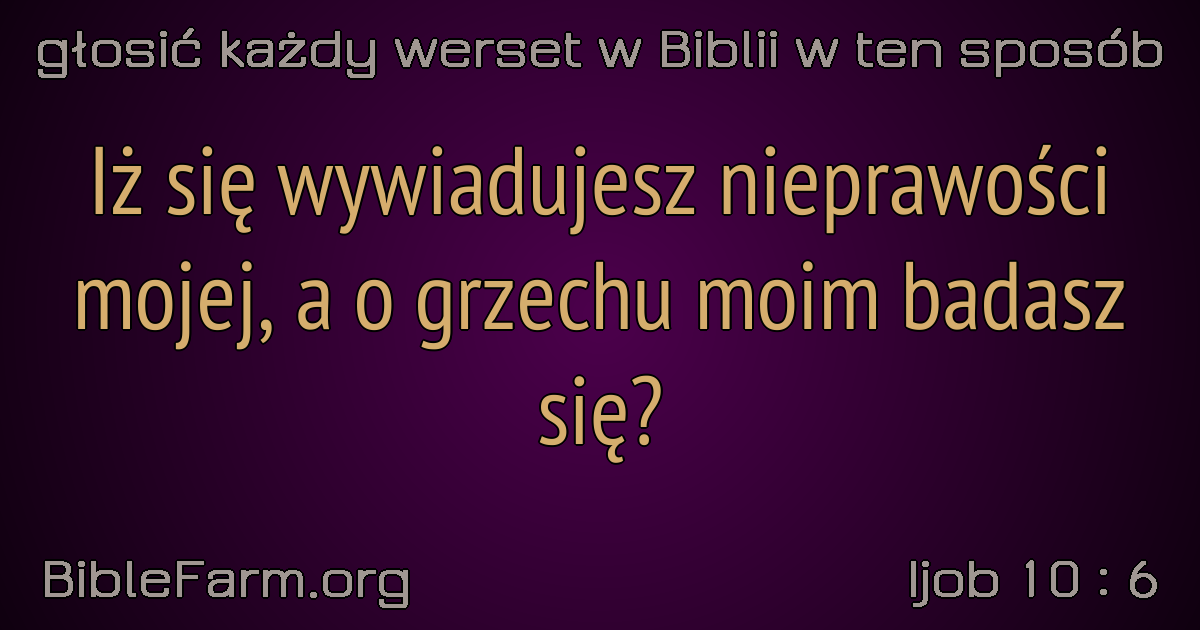 głosić każdy werset w Biblii w ten sposób
Iż się wywiadujesz nieprawości
mojej, a o grzechu moim badasz
się?
BibleFarm.org
Ijob 10 : 6